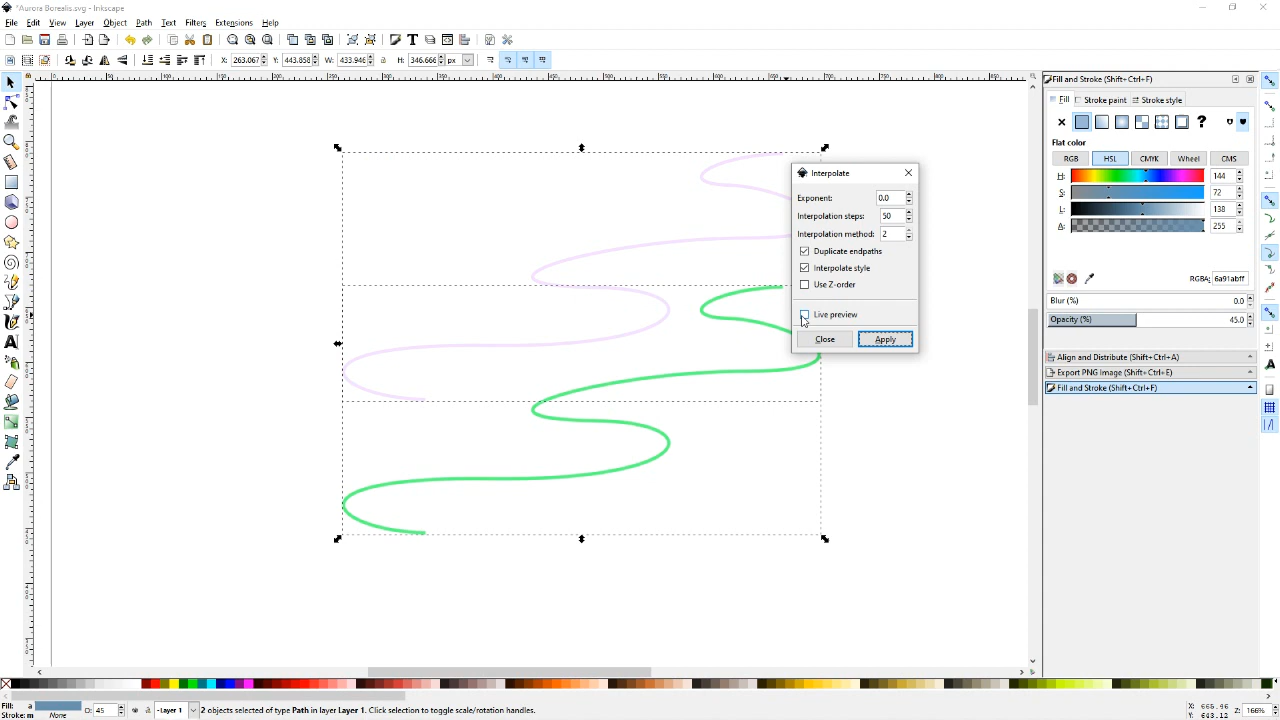 *Aurora Borealis.svg - Inkscape
File Edit View Layer Object Path Text Filters Extensions Help
X: 263.067 Y: 443.858 W: 433.946 H: 346.666 px
Fill and Stroke (Shift+Ctrl+F)
Fill Stroke paint Stroke style
Flat color
RGB HSL CMYK Wheel CMS
H: 144
S: 72
L: 138
A: 255
RGBA: 6a91abff
Blur (%) 0.0
Opacity (%) 45.0
Align and Distribute (Shift+Ctrl+A)
Export PNG Image (Shift+Ctrl+E)
Fill and Stroke (Shift+Ctrl+F)
Interpolate
Exponent: 0.0
Interpolation steps: 50
Interpolation method: 2
Duplicate endpaths
Interpolate style
Use Z-order
Live preview
Close Apply
Fill: a O: 45 -Layer 1 2 objects selected of type Path in layer Layer 1. Click selection to toggle scale/rotation handles. X: 666.96 Z: 166%
Stroke: m None Y: 643.12